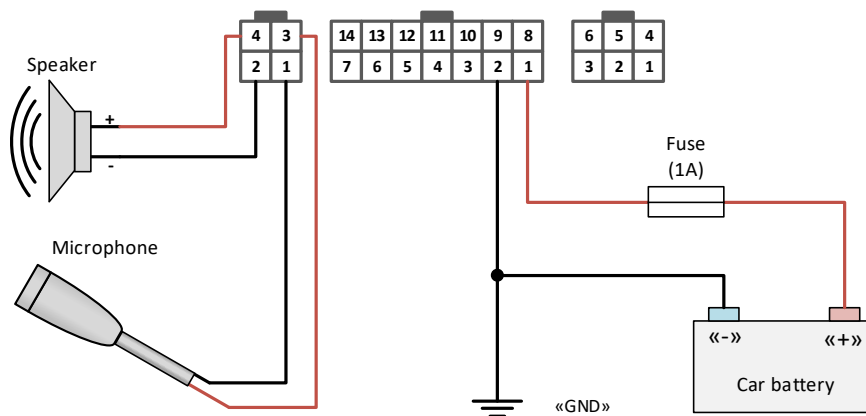 4 3
2 1
14 13 12 11 10 9 8
7 6 5 4 3 2 1
6 5 4
3 2 1
Speaker
+
-
Fuse
(1A)
Microphone
«-» «+»
Car battery
«GND»